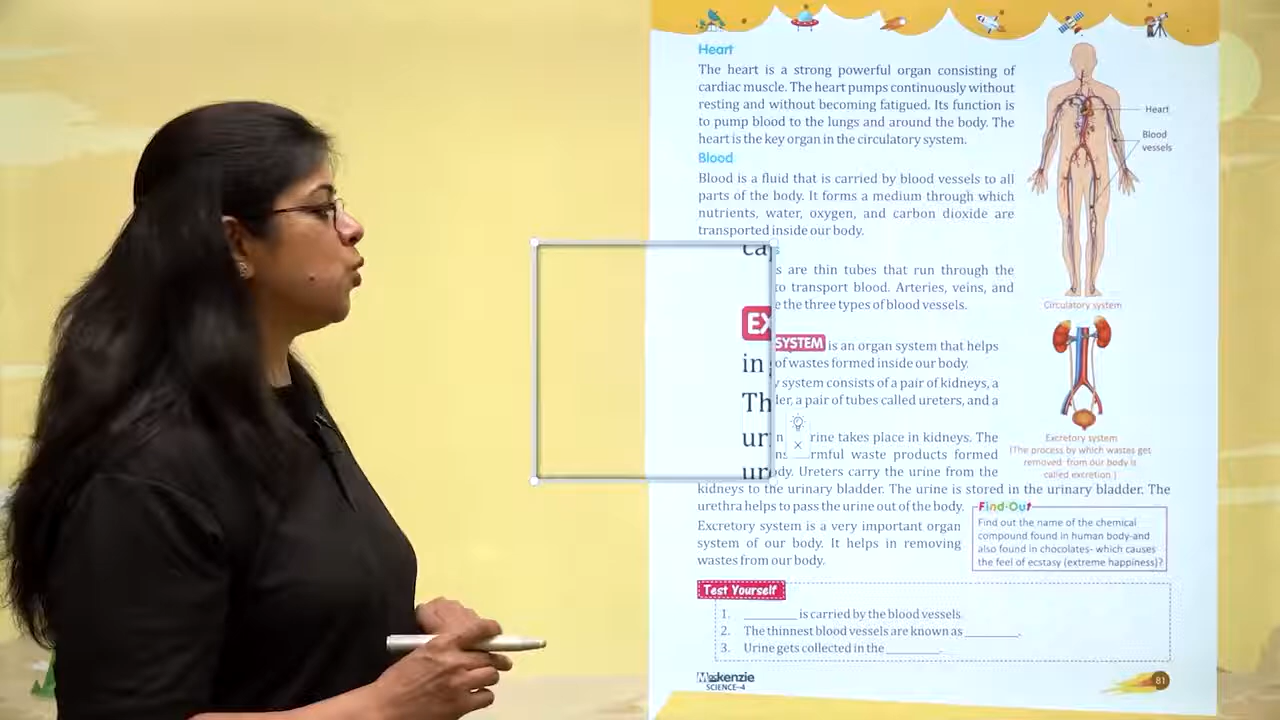 Heart
The heart is a strong powerful organ consisting of
cardiac muscle. The heart pumps continuously without
resting and without becoming fatigued. Its function is
to pump blood to the lungs and around the body. The
heart is the key organ in the circulatory system.
Blood
Blood is a fluid that is carried by blood vessels to all
parts of the body. It forms a medium through which
nutrients, water, oxygen, and carbon dioxide are
transported inside our body.
are thin tubes that run through the
to transport blood. Arteries, veins, and
the three types of blood vessels.
EX
SYSTEM is an organ system that helps
in of wastes formed inside our body.
Th system consists of a pair of kidneys, a
a pair of tubes called ureters, and a
takes place in kidneys. The
waste products formed
Ureters carry the urine from the
kidneys to the urinary bladder. The urine is stored in the urinary bladder. The
urethra helps to pass the urine out of the body.
Excretory system is a very important organ
system of our body. It helps in removing
wastes from our body.
Heart
Blood
vessels
Circulatory system
Excretory system
(The process by which wastes get
removed from our body is
called excretion.)
Find-Out
Find out the name of the chemical
compound found in human body-and
also found in chocolates- which causes
the feel of ecstasy (extreme happiness)?
Test Yourself
1. ________ is carried by the blood vessels.
2. The thinnest blood vessels are known as ________.
3. Urine gets collected in the ________.
SCIENCE-4
81